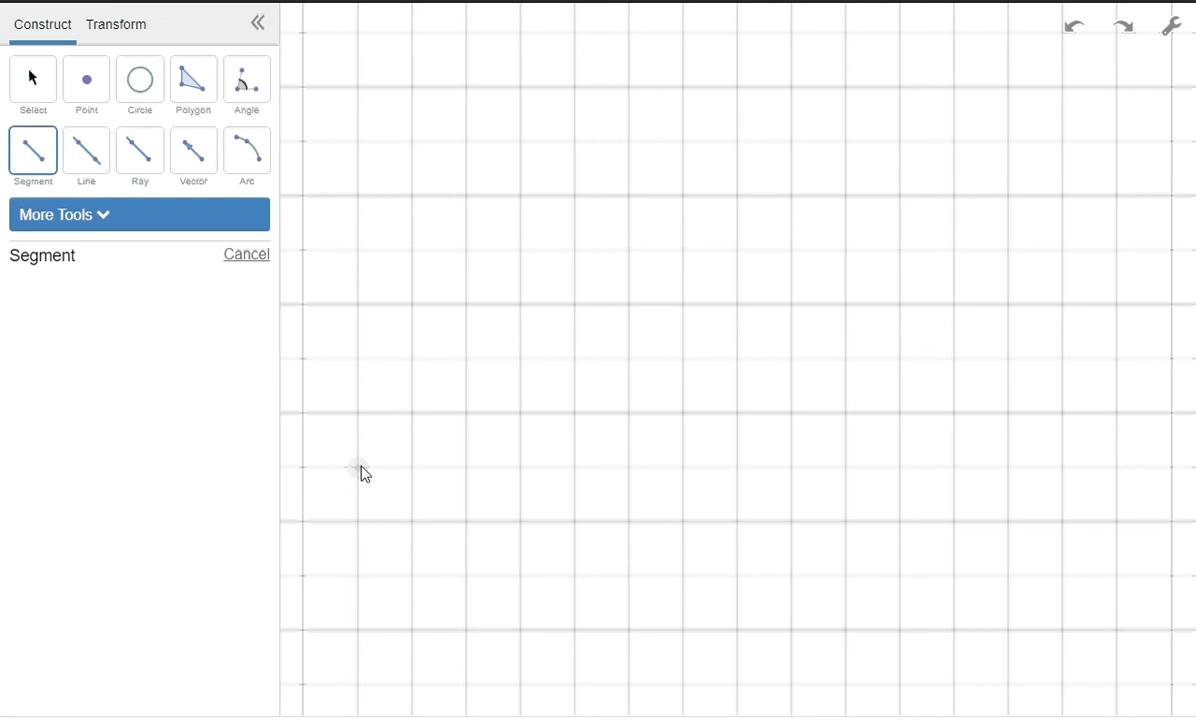 Construct Transform
Select Point Circle Polygon Angle
Segment Line Ray Vector Arc
More Tools
Segment Cancel